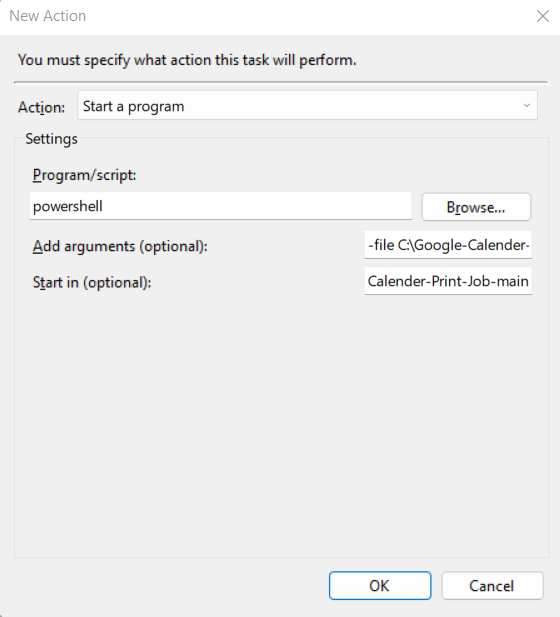 New Action
You must specify what action this task will perform.
Action: Start a program
Settings
Program/script:
powershell
Browse...
Add arguments (optional): -file C:\Google-Calender-
Start in (optional): Calender-Print-Job-main
OK
Cancel